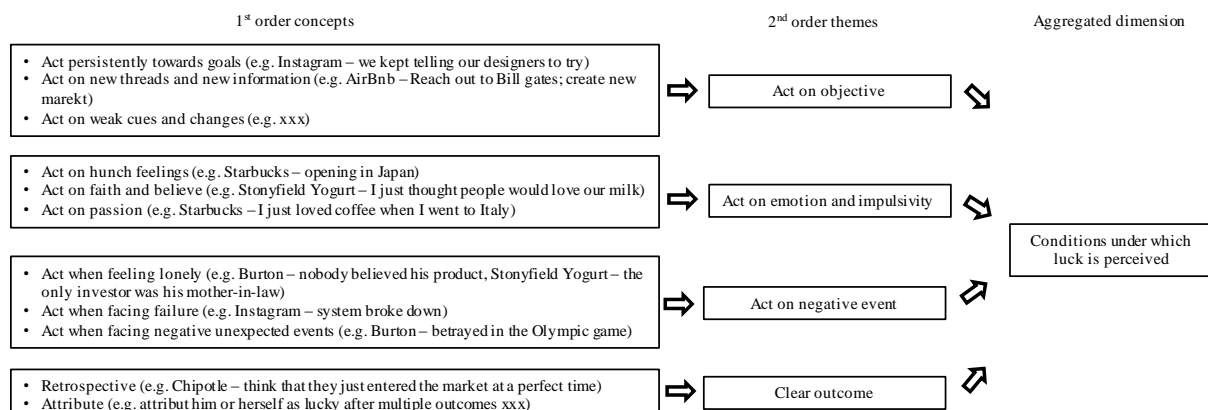 1st order concepts
2nd order themes
Aggregated dimension
• Act persistently towards goals (e.g. Instagram – we kept telling our designers to try)
• Act on new threads and new information (e.g. AirBnb – Reach out to Bill gates; create new
marekt)
• Act on weak cues and changes (e.g. xxx)
Act on objective
• Act on hunch feelings (e.g. Starbucks – opening in Japan)
• Act on faith and believe (e.g. Stonyfield Yogurt – I just thought people would love our milk)
• Act on passion (e.g. Starbucks – I just loved coffee when I went to Italy)
Act on emotion and impulsivity
Conditions under which
luck is perceived
• Act when feeling lonely (e.g. Burton – nobody believed his product, Stonyfield Yogurt – the
only investor was his mother-in-law)
• Act when facing failure (e.g. Instagram – system broke down)
• Act when facing negative unexpected events (e.g. Burton – betrayed in the Olympic game)
Act on negative event
• Retrospective (e.g. Chipotle – think that they just entered the market at a perfect time)
• Attribute (e.g. attribut him or herself as lucky after multiple outcomes xxx)
Clear outcome